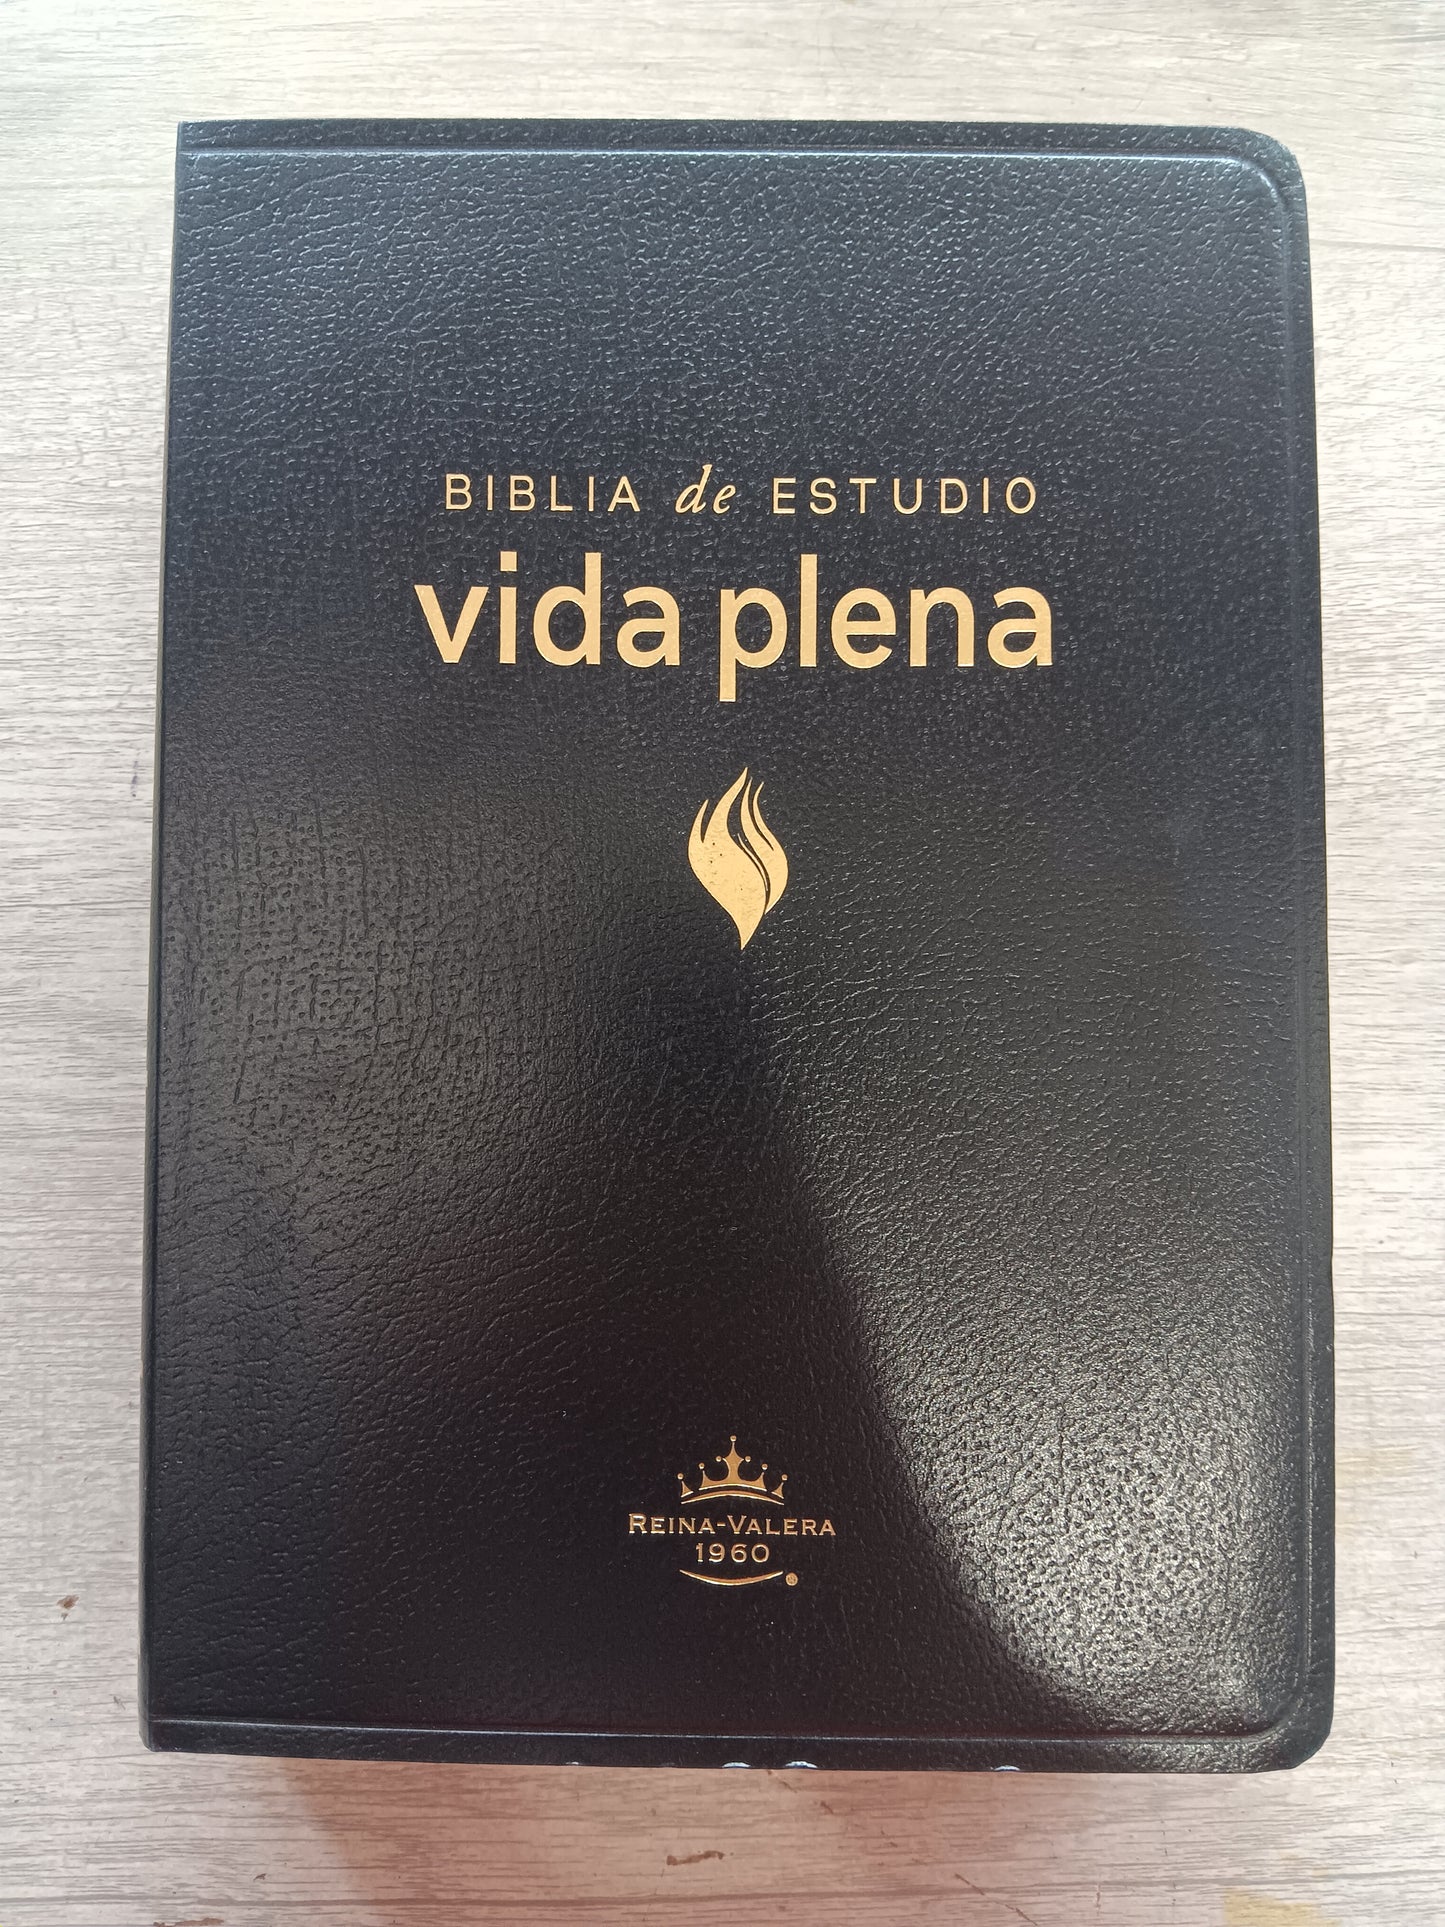 BIBLIA de ESTUDIO
vida plena
REINA-VALERA
1960
®